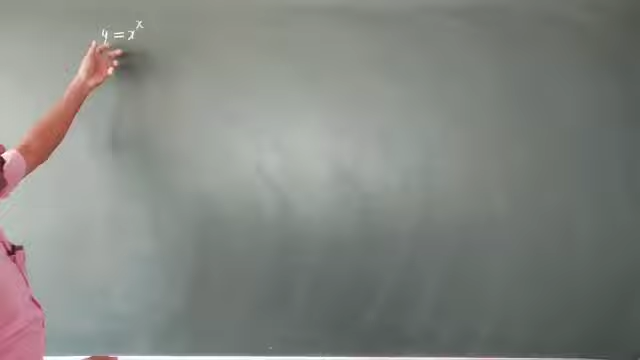 y = x^x